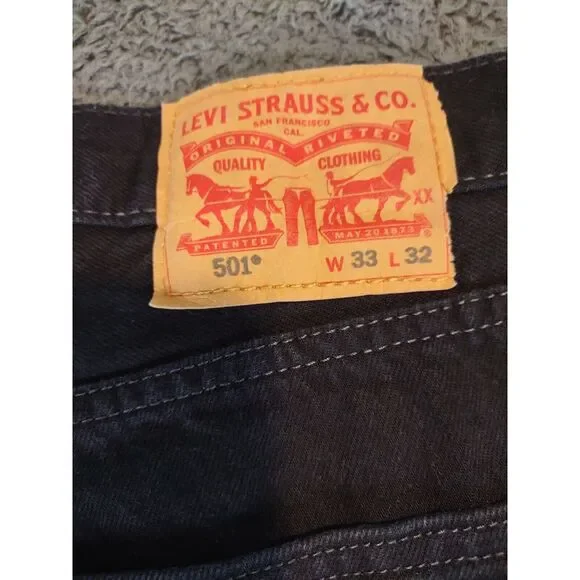 LEVI STRAUSS & CO.
SAN FRANCISCO
CAL.
ORIGINAL RIVETED
QUALITY CLOTHING
XX
PATENTED MAY 20 1873 ®
501® W 33 L 32